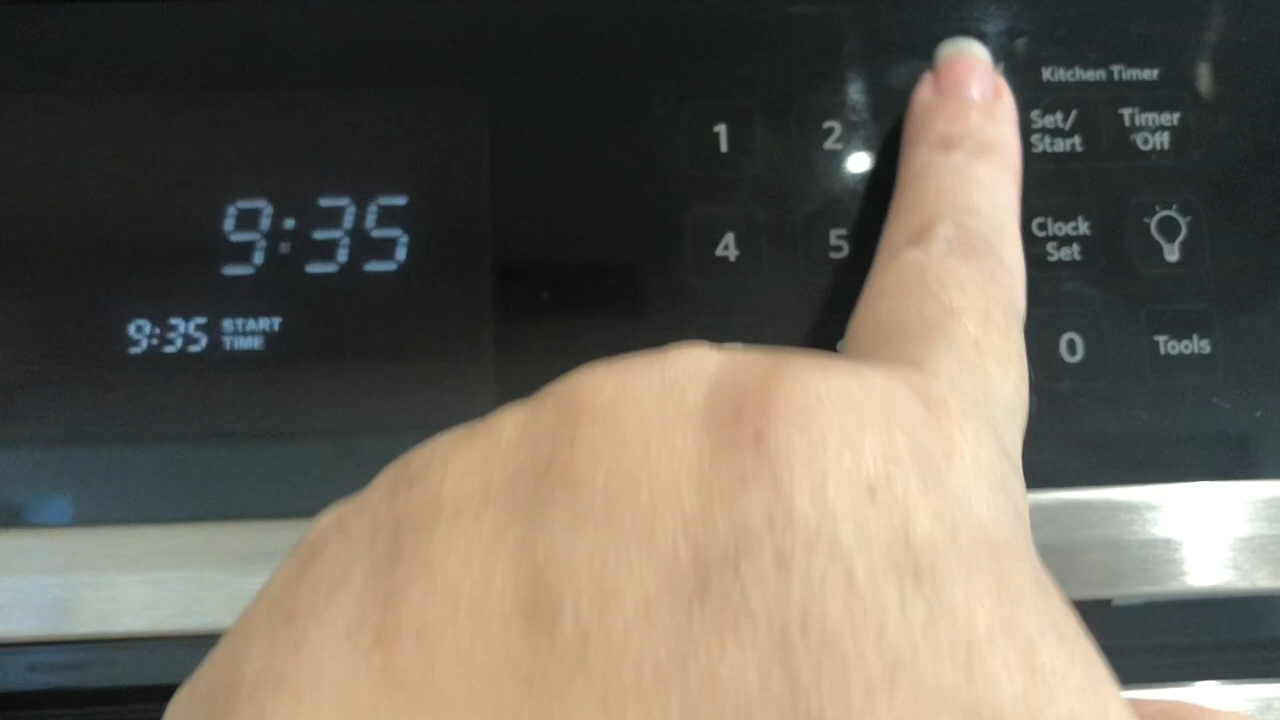 Kitchen Timer
1 2 Set/ Start Timer Off
9:35
4 5 Clock Set
9:35 START TIME
0 Tools